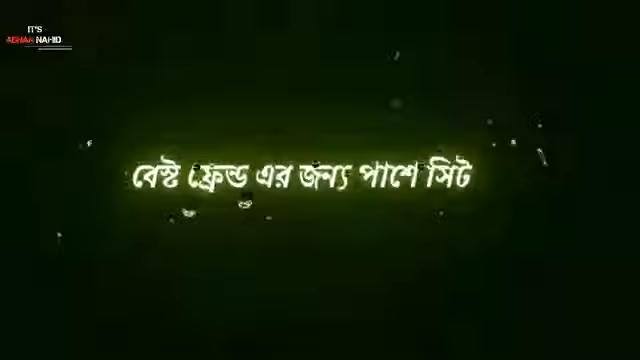 IT'S
ADNAN NAHID
বেস্ট ফ্রেন্ড এর জন্য পাশে সিট